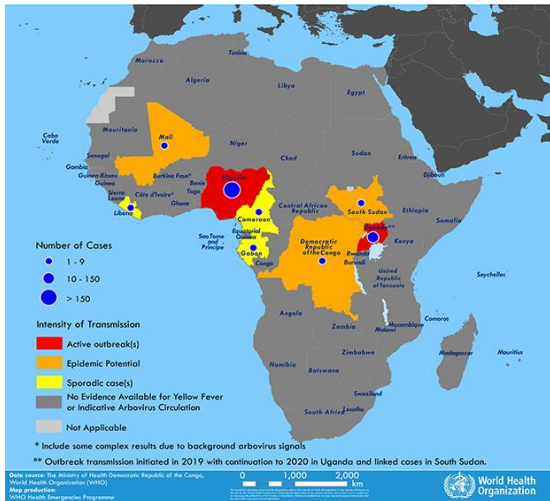 Tunisia
Morocco
Algeria
Libya
Egypt
Cabo
Verde
Mauritania
Mali
Niger
Chad
Sudan
Eritrea
Djibouti
Senegal
Gambia
Guinea-Bissau
Guinea
Sierra
Leone
Liberia
Burkina Faso*
Côte d'Ivoire*
Ghana
Togo
Benin
Nigeria
Cameroon
Central African
Republic
South Sudan
Ethiopia
Somalia
Uganda**
Kenya
Sao Tome
and
Principe
Equatorial
Guinea
Gabon
Congo
Democratic
Republic
of the Congo
Rwanda
Burundi
United
Republic
of Tanzania
Seychelles
Angola
Zambia
Malawi
Mozambique
Comoros
Madagascar
Mauritius
Zimbabwe
Namibia
Botswana
Swaziland
South Africa
Lesotho
Number of Cases
1 - 9
10 - 150
> 150
Intensity of Transmission
Active outbreak(s)
Epidemic Potential
Sporadic case(s)
No Evidence Available for Yellow Fever
or Indicative Arbovirus Circulation
Not Applicable
* Include some complex results due to background arbovirus signals
** Outbreak transmission initiated in 2019 with continuation to 2020 in Uganda and linked cases in South Sudan.
Data source: The Ministry of Health Democratic Republic of the Congo,
World Health Organization (WHO)
Map production:
WHO Health Emergencies Programme
0 500 1,000 2,000
km
World Health
Organization